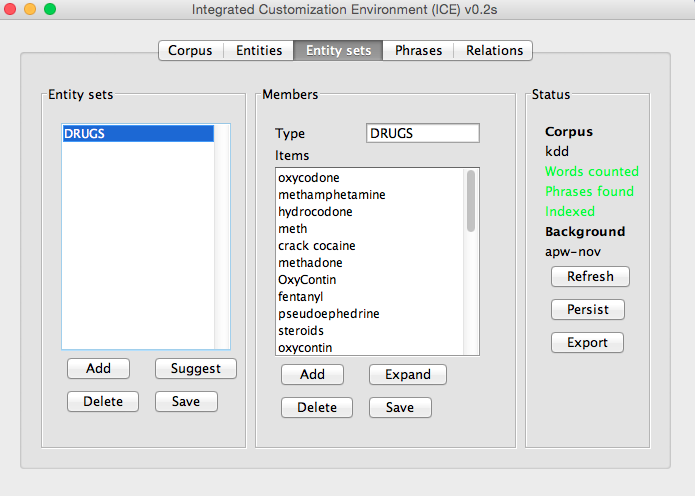 Integrated Customization Environment (ICE) v0.2s
Corpus Entities Entity sets Phrases Relations
Entity sets
DRUGS
Add Suggest
Delete Save
Members
Type DRUGS
Items
oxycodone
methamphetamine
hydrocodone
meth
crack cocaine
methadone
OxyContin
fentanyl
pseudoephedrine
steroids
oxycontin
Add Expand
Delete Save
Status
Corpus
kdd
Words counted
Phrases found
Indexed
Background
apw-nov
Refresh
Persist
Export